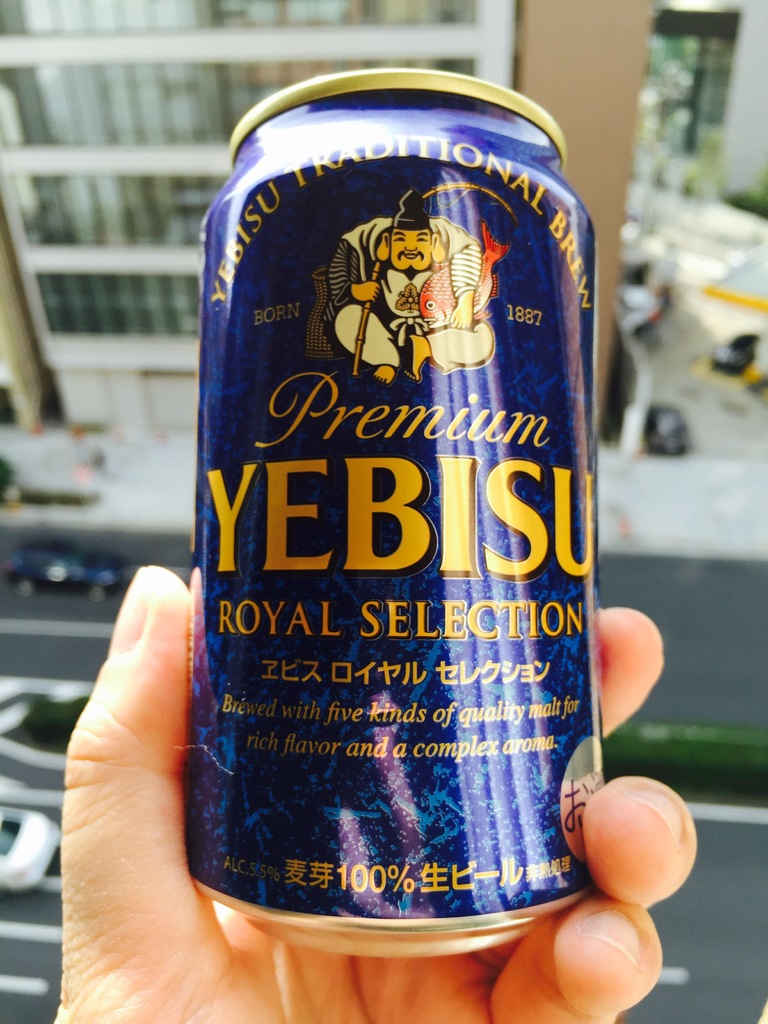 YEBISU TRADITIONAL BREW
BORN 1887
Premium
YEBISU
ROYAL SELECTION
ヱビス ロイヤル セレクション
Brewed with five kinds of quality malt for
rich flavor and a complex aroma.
お
ALC.5.5% 麦芽100% 生ビール 非熱処理